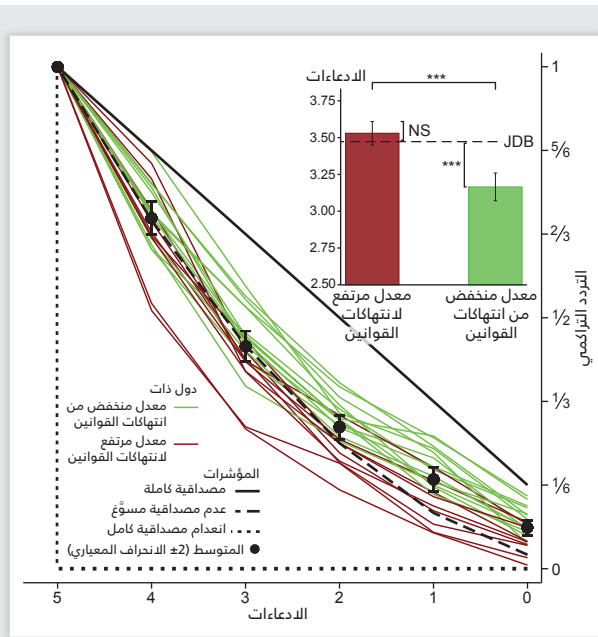 الادعاءات
***
3.75
3.50
3.25
3.00
2.75
2.50
NS
JDB
***
معدل مرتفع
لانتهاكات
القوانين
معدل منخفض
من انتهاكات
القوانين
1
5⁄6
2⁄3
1⁄2
1⁄3
1⁄6
0
التردد التراكمي
دول ذات
معدل منخفض من
انتهاكات القوانين
معدل مرتفع
لانتهاكات القوانين
المؤشرات
مصداقية كاملة
عدم مصداقية مسوَّغ
انعدام مصداقية كامل
المتوسط (2± الانحراف المعياري)
5
4
3
2
1
0
الادعاءات